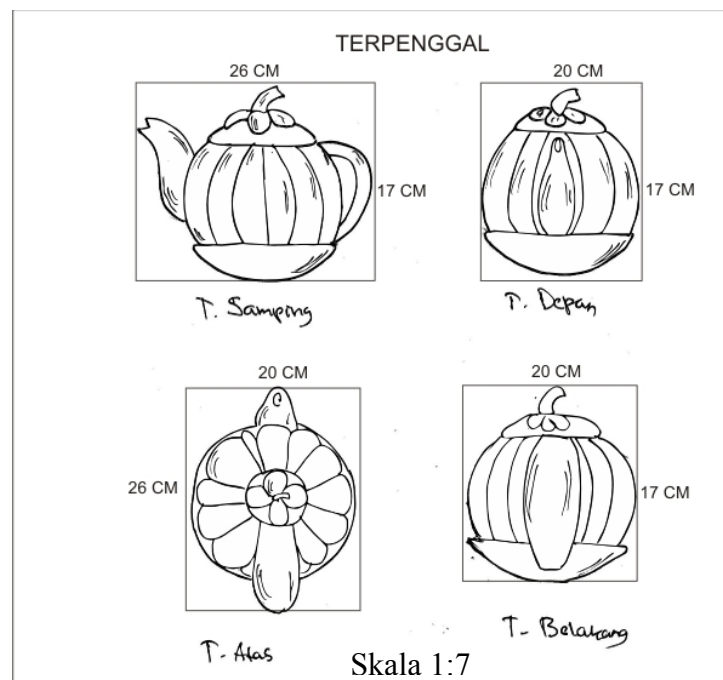 TERPENGGAL
26 CM
20 CM
17 CM
17 CM
T. Samping
T. Depan
20 CM
20 CM
26 CM
17 CM
T. Atas
T. Belakang
Skala 1:7